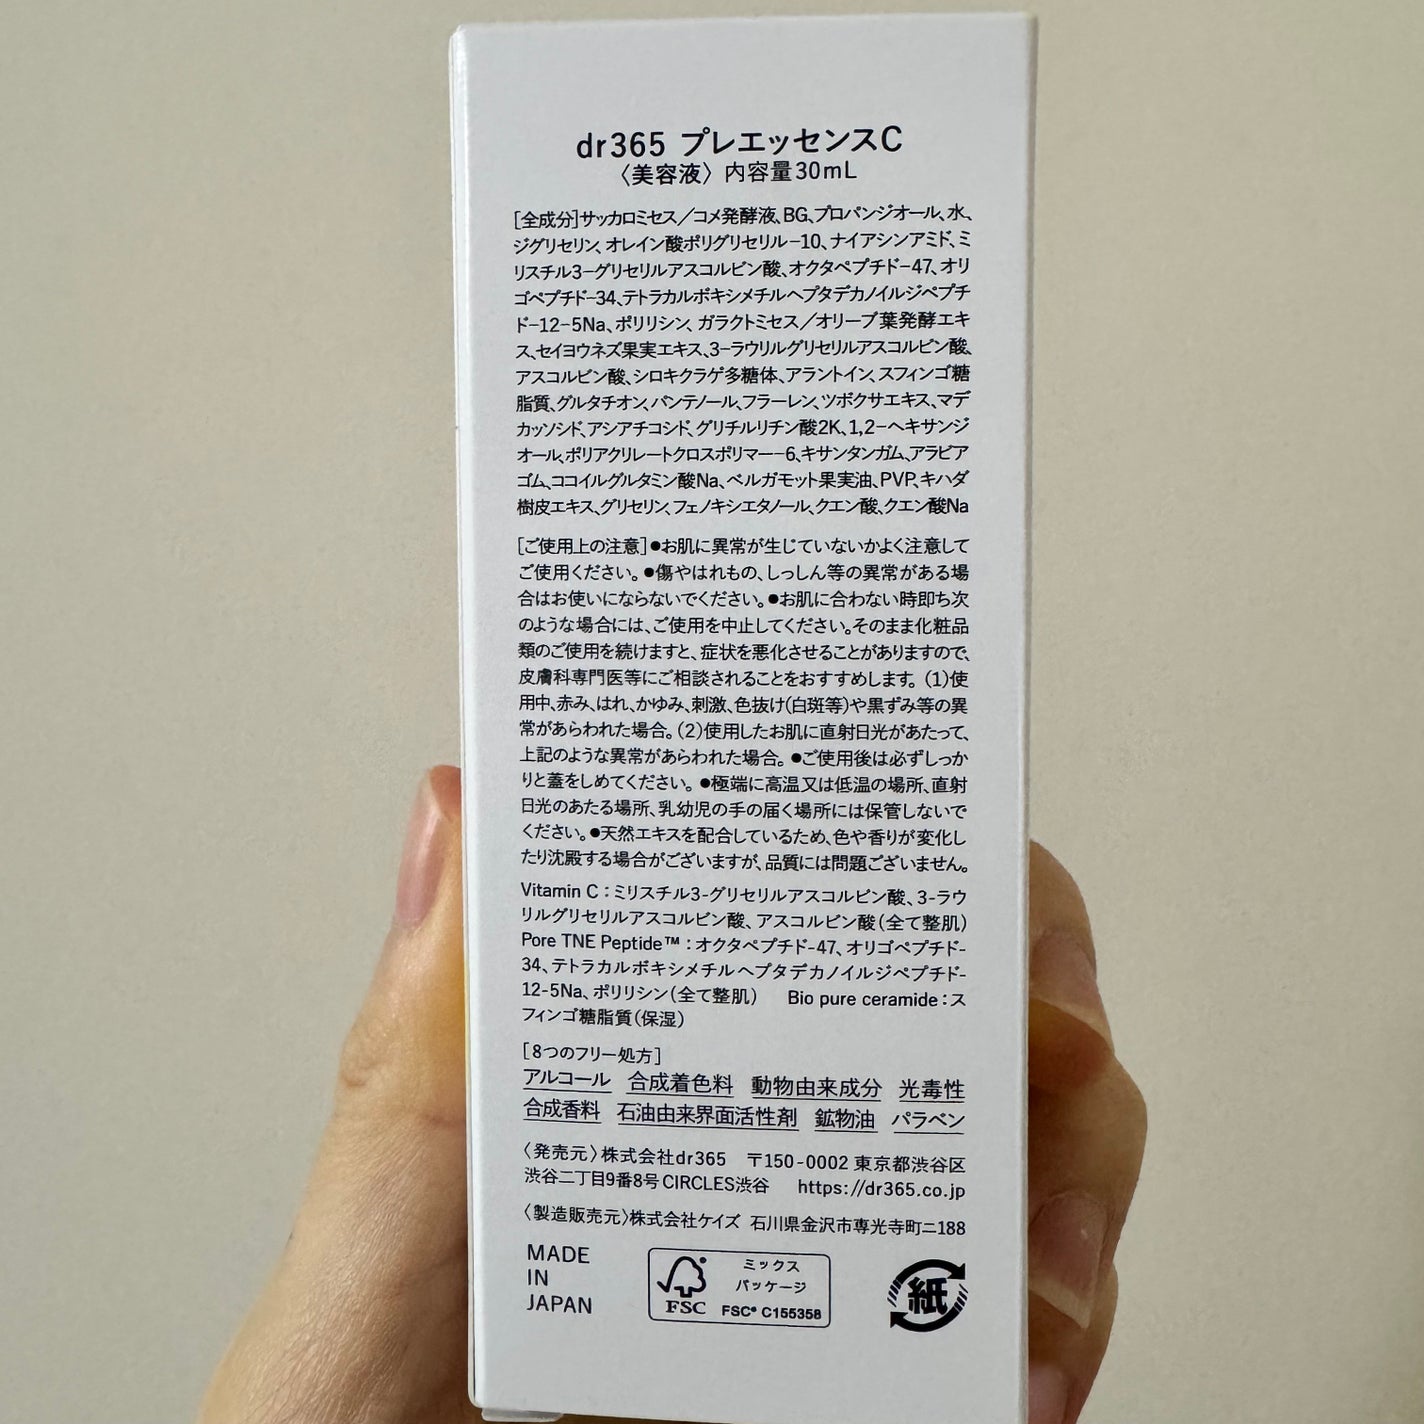 dr365 プレエッセンスC
〈美容液〉内容量30mL
[全成分]サッカロミセス／コメ発酵液、BG、プロパンジオール、水、
ジグリセリン、オレイン酸ポリグリセリル-10、ナイアシンアミド、ミ
リスチル3-グリセリルアスコルビン酸、オクタペプチド-47、オリ
ゴペプチド-34、テトラカルボキシメチルヘプタデカノイルジペプチ
ド-12-5Na、ポリリシン、ガラクトミセス／オリーブ葉発酵エキ
ス、セイヨウネズ果実エキス、3-ラウリルグリセリルアスコルビン酸、
アスコルビン酸、シロキクラゲ多糖体、アラントイン、スフィンゴ糖
脂質、グルタチオン、パンテノール、フラーレン、ツボクサエキス、マデ
カッソシド、アシアチコシド、グリチルリチン酸2K、1,2-ヘキサンジ
オール、ポリアクリレートクロスポリマー-6、キサンタンガム、アラビア
ゴム、ココイルグルタミン酸Na、ベルガモット果実油、PVP、キハダ
樹皮エキス、グリセリン、フェノキシエタノール、クエン酸、クエン酸Na
[ご使用上の注意]●お肌に異常が生じていないかよく注意して
ご使用ください。●傷やはれもの、しっしん等の異常がある場
合はお使いにならないでください。●お肌に合わない時即ち次
のような場合には、ご使用を中止してください。そのまま化粧品
類のご使用を続けますと、症状を悪化させることがありますので、
皮膚科専門医等にご相談されることをおすすめします。(1)使
用中、赤み、はれ、かゆみ、刺激、色抜け(白斑等)や黒ずみ等の異
常があらわれた場合。(2)使用したお肌に直射日光があたって、
上記のような異常があらわれた場合。●ご使用後は必ずしっか
りと蓋をしめてください。●極端に高温又は低温の場所、直射
日光のあたる場所、乳幼児の手の届く場所には保管しないで
ください。●天然エキスを配合しているため、色や香りが変化し
たり沈殿する場合がございますが、品質には問題ございません。
Vitamin C：ミリスチル3-グリセリルアスコルビン酸、3-ラウ
リルグリセリルアスコルビン酸、アスコルビン酸(全て整肌)
Pore TNE Peptide™：オクタペプチド-47、オリゴペプチド-
34、テトラカルボキシメチルヘプタデカノイルジペプチド-
12-5Na、ポリリシン(全て整肌)　Bio pure ceramide：ス
フィンゴ糖脂質(保湿)
[8つのフリー処方]
アルコール 合成着色料 動物由来成分 光毒性
合成香料 石油由来界面活性剤 鉱物油 パラベン
〈発売元〉株式会社dr365　〒150-0002 東京都渋谷区
渋谷二丁目9番8号 CIRCLES渋谷　https://dr365.co.jp
〈製造販売元〉株式会社ケイズ 石川県金沢市専光寺町ニ188
MADE
IN
JAPAN
FSC
ミックス
パッケージ
FSC® C155358
紙